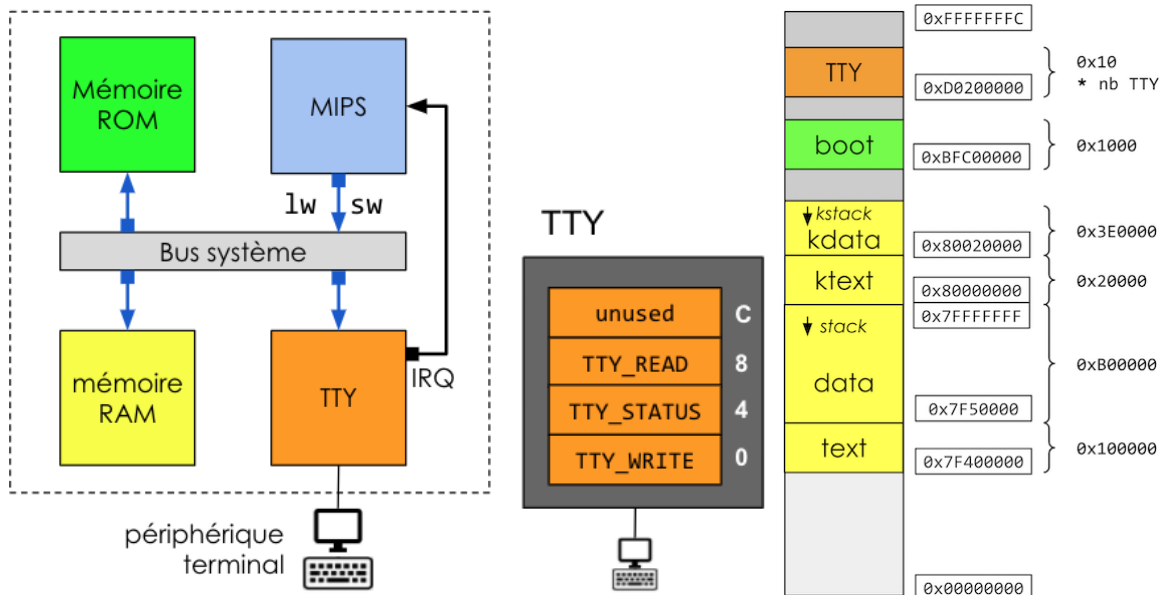 Mémoire
ROM
MIPS
lw sw
Bus système
mémoire
RAM
TTY
IRQ
périphérique
terminal
TTY
unused C
TTY_READ 8
TTY_STATUS 4
TTY_WRITE 0
0xFFFFFFFC
TTY
0xD0200000
0x10
* nb TTY
boot
0xBFC00000
0x1000
kstack
kdata
0x80020000
0x3E0000
ktext
0x80000000
0x20000
0x7FFFFFFF
stack
data
0x7F50000
0xB00000
text
0x7F400000
0x100000
0x00000000